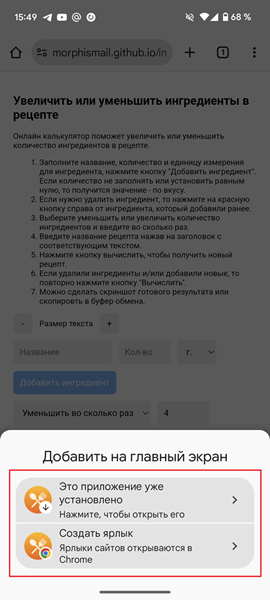 15:49
68 %
morphismail.github.io/in
1
Увеличить или уменьшить ингредиенты в
рецепте
Онлайн калькулятор поможет увеличить или уменьшить
количество ингредиентов в рецепте.
1. Заполните название, количество и единицу измерения
для ингредиента, нажмите кнопку "Добавить ингредиент".
Если количество не заполнять или установить равным
нулю, то получится значение - по вкусу.
2. Если нужно удалить ингредиент, то нажмите на красную
кнопку справа от ингредиента, который добавили ранее.
3. Выберите уменьшить или увеличить количество
ингредиентов и введите во сколько раз.
4. Введите название рецепта нажав на заголовок с
соответствующим текстом.
5. Нажмите кнопку вычислить, чтобы получить новый
рецепт.
6. Если удалили ингредиенты и/или добавили новые, то
повторно нажмите кнопку "Вычислить".
7. Можно сделать скриншот готового результата или
скопировть в буфер обмена.
- Размер текста +
Название Кол-во г.
Добавить ингредиент
Уменьшить во сколько раз 4
Добавить на главный экран
Это приложение уже
установлено
Нажмите, чтобы открыть его
Создать ярлык
Ярлыки сайтов открываются в
Chrome